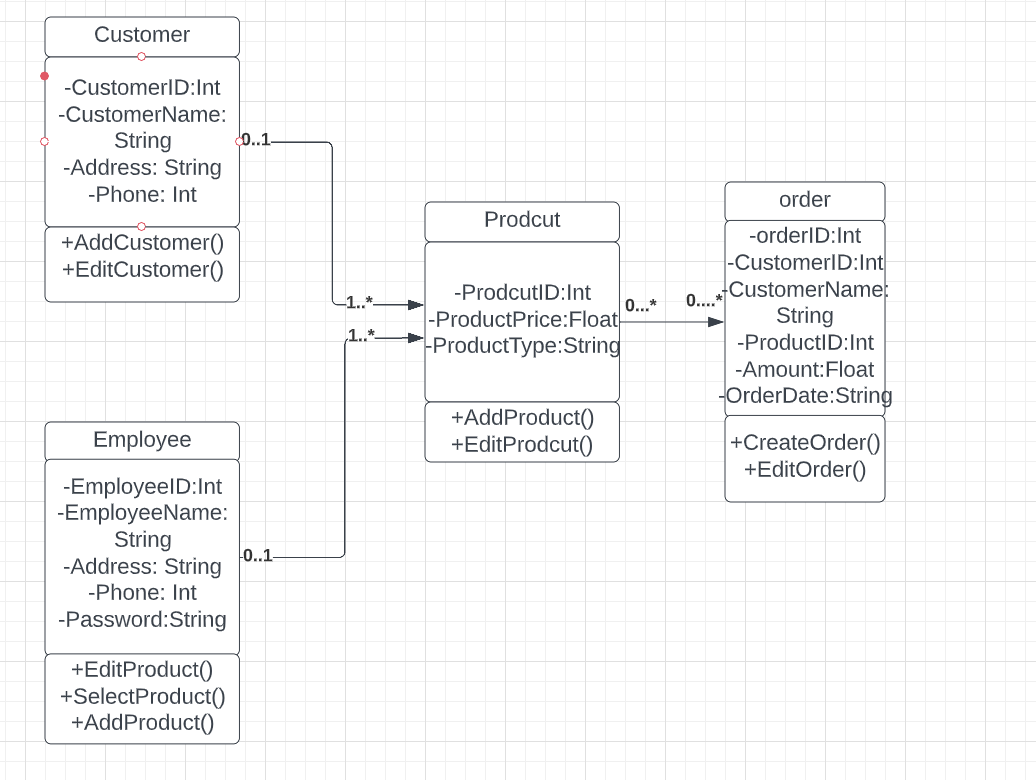 Customer
-CustomerID:Int
-CustomerName:
String
-Address: String
-Phone: Int
+AddCustomer()
+EditCustomer()
0..1
1..*
1..*
0..1
Employee
-EmployeeID:Int
-EmployeeName:
String
-Address: String
-Phone: Int
-Password:String
+EditProduct()
+SelectProduct()
+AddProduct()
Prodcut
-ProdcutID:Int
-ProductPrice:Float
-ProductType:String
+AddProduct()
+EditProdcut()
0...*
0....*
order
-orderID:Int
-CustomerID:Int
-CustomerName:
String
-ProductID:Int
-Amount:Float
-OrderDate:String
+CreateOrder()
+EditOrder()